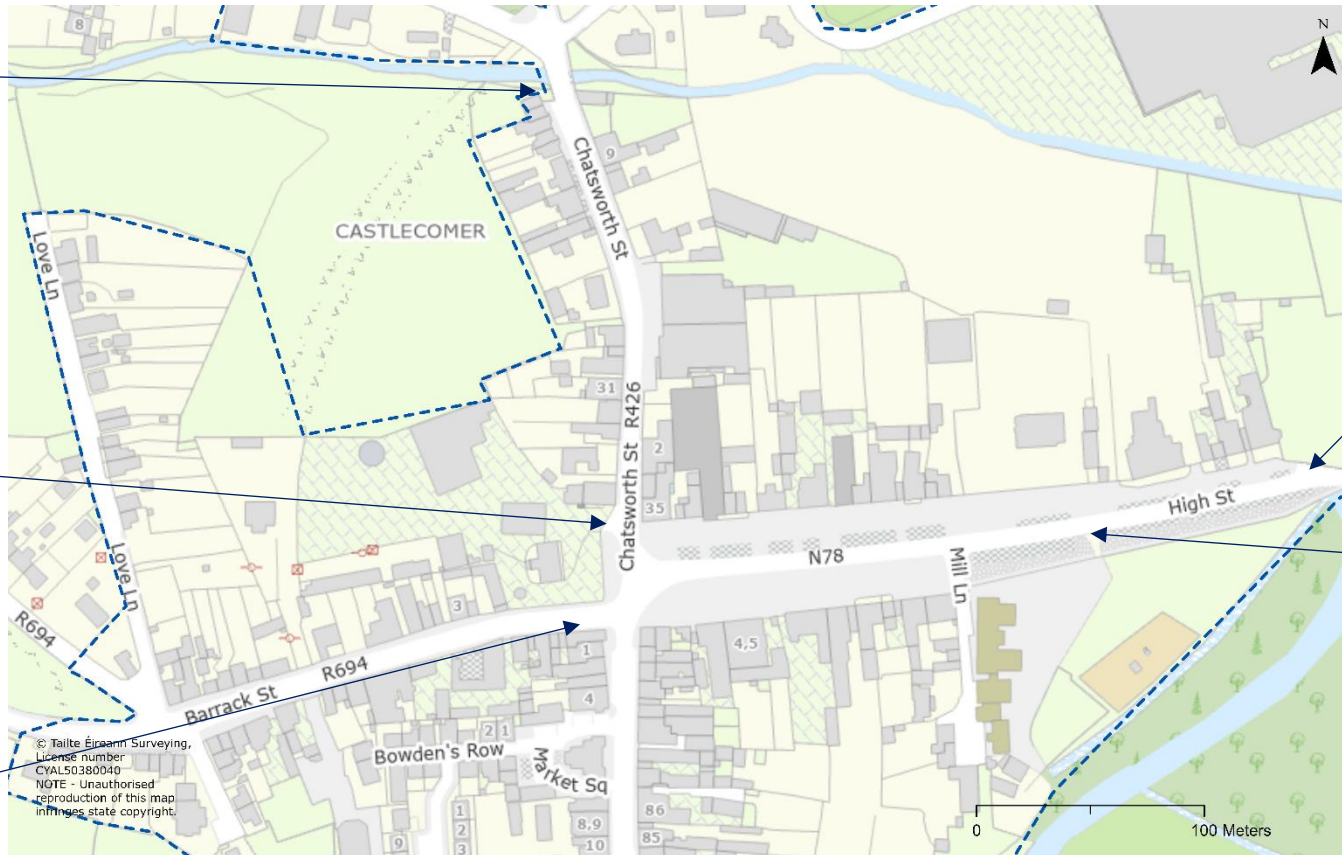 8
N
9
Chatsworth St
CASTLECOMER
Love Ln
31
Chatsworth St R426
2
35
High St
N78
Mill Ln
Love Ln
3
R694
R694
1
4,5
4
Barrack St
2 1
Bowden's Row
Market Sq
© Tailte Éireann Surveying,
License number
CYAL50380040
NOTE - Unauthorised
reproduction of this map
infringes state copyright.
1
2
3
9
8,9
10
86
85
0
100 Meters